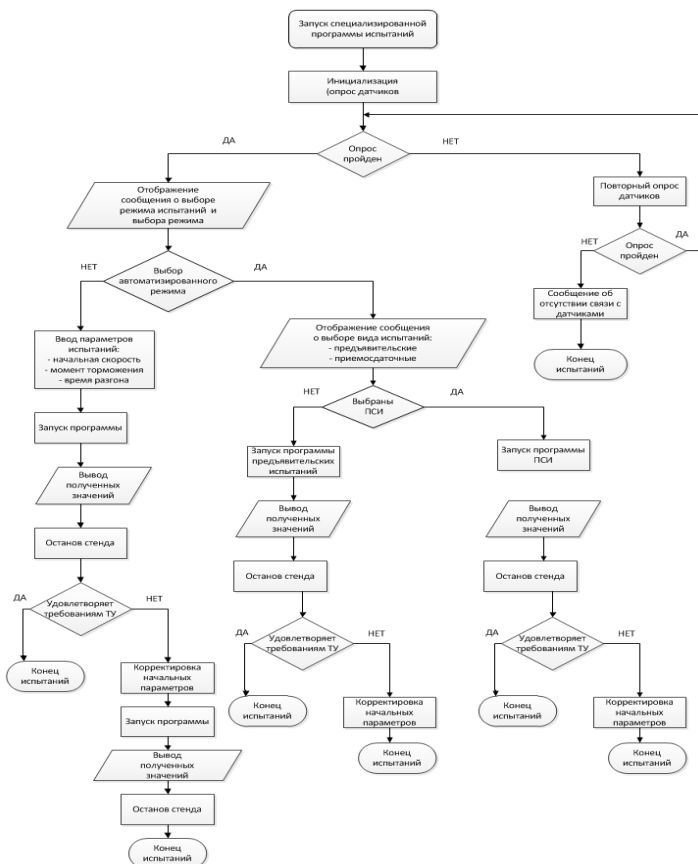 Запуск специализированной
программы испытаний
Инициализация
(опрос датчиков
Опрос
пройден
ДА
НЕТ
Отображение
сообщения о выборе
режима испытаний и
выбора режима
Повторный опрос
датчиков
Опрос
пройден
НЕТ
ДА
Сообщение об
отсутствии связи с
датчиками
Конец
испытаний
Выбор
автоматизированного
режима
НЕТ
ДА
Ввод параметров
испытаний:
- начальная скорость
- момент торможения
- время разгона
Запуск программы
Вывод
полученных
значений
Останов стенда
Удовлетворяет
требованиям ТУ
ДА
НЕТ
Конец
испытаний
Корректировка
начальных
параметров
Запуск программы
Вывод
полученных
значений
Останов стенда
Конец
испытаний
Отображение сообщения
о выборе вида испытаний:
- предъявительские
- приемосдаточные
Выбраны
ПСИ
НЕТ
ДА
Запуск программы
предъявительских
испытаний
Вывод
полученных
значений
Останов стенда
Удовлетворяет
требованиям ТУ
ДА
НЕТ
Конец
испытаний
Корректировка
начальных
параметров
Конец
испытаний
Запуск программы
ПСИ
Вывод
полученных
значений
Останов стенда
Удовлетворяет
требованиям ТУ
ДА
НЕТ
Конец
испытаний
Корректировка
начальных
параметров
Конец
испытаний